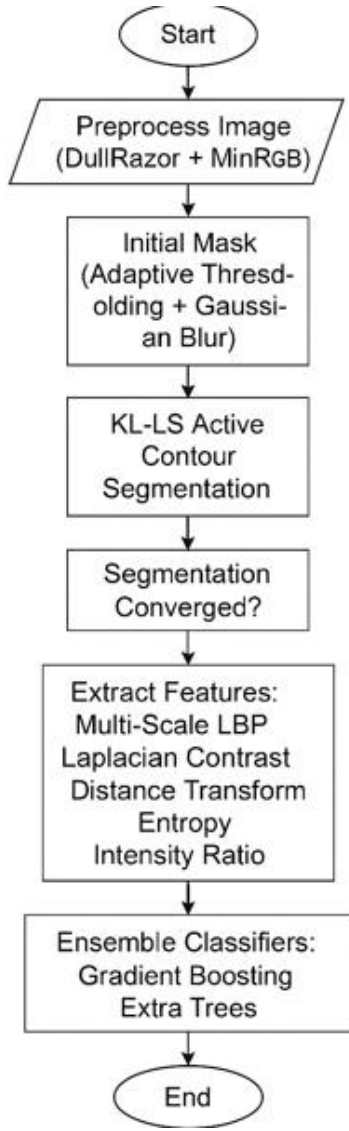 Start
Preprocess Image
(DullRazor + MinRGB)
Initial Mask
(Adaptive Thresd-
olding + Gaussi-
an Blur)
KL-LS Active
Contour
Segmentation
Segmentation
Converged?
Extract Features:
Multi-Scale LBP
Laplacian Contrast
Distance Transform
Entropy
Intensity Ratio
Ensemble Classifiers:
Gradient Boosting
Extra Trees
End